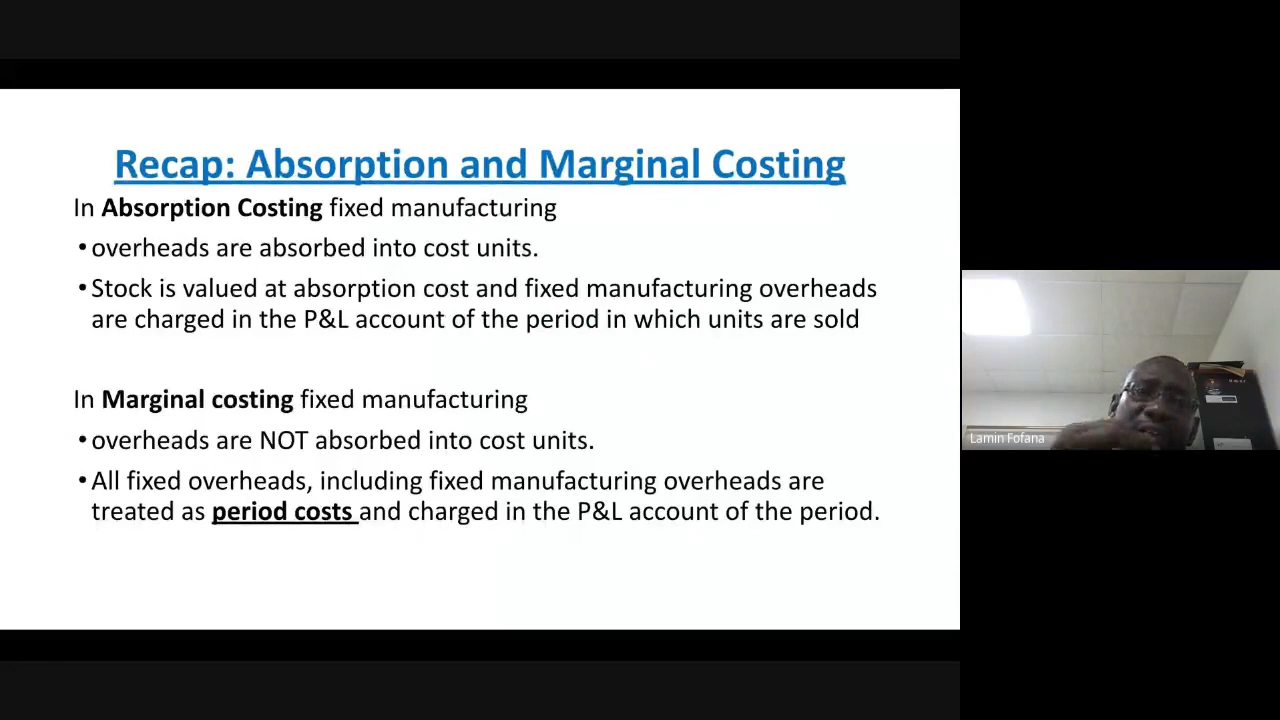 Recap: Absorption and Marginal Costing
In Absorption Costing fixed manufacturing
• overheads are absorbed into cost units.
• Stock is valued at absorption cost and fixed manufacturing overheads
are charged in the P&L account of the period in which units are sold
In Marginal costing fixed manufacturing
• overheads are NOT absorbed into cost units.
• All fixed overheads, including fixed manufacturing overheads are
treated as period costs and charged in the P&L account of the period.
Lamin Fofana